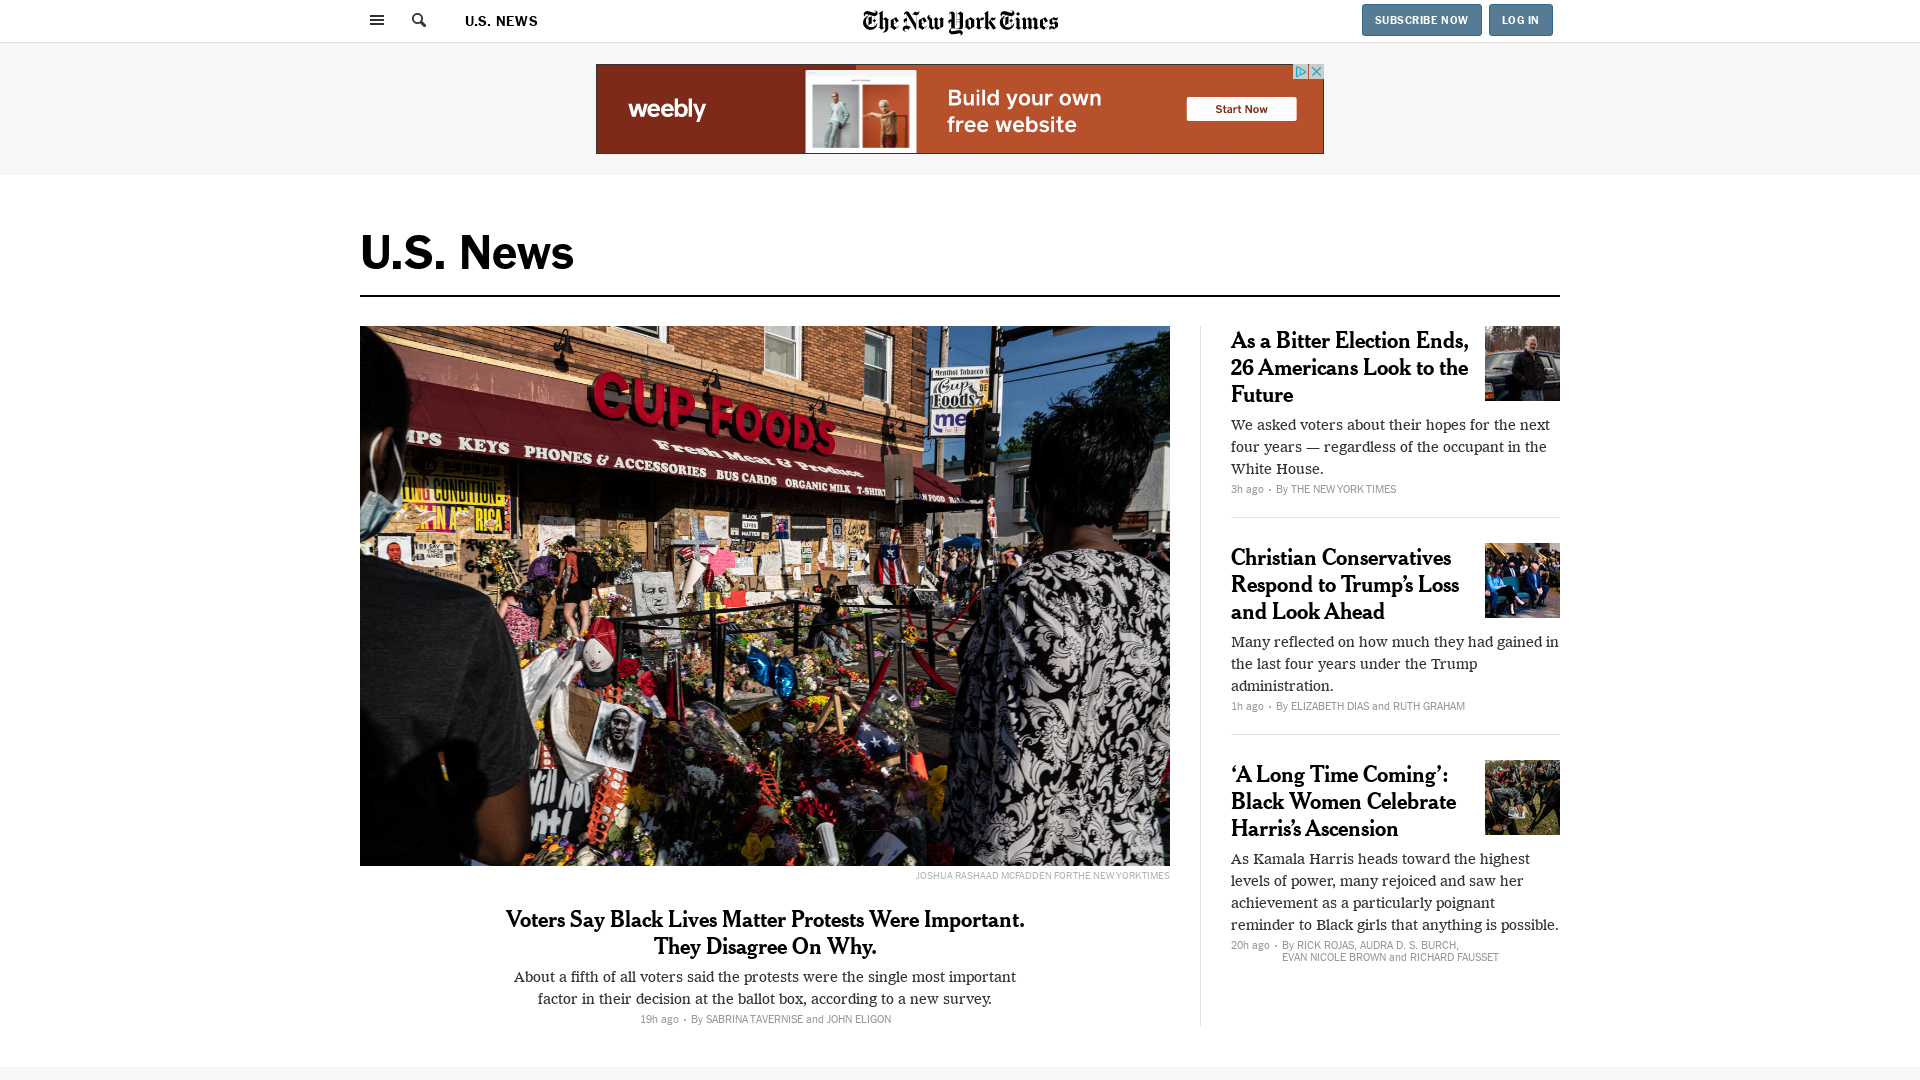 U.S. NEWS
The New York Times
SUBSCRIBE NOW
LOG IN
weebly
Build your own
free website
Start Now
U.S. News
CUP FOODS
Fresh Meat & Produce
MPS KEYS PHONES & ACCESSORIES BUS CARDS ORGANIC MILK T-SHIRT
Menthol Tobacco
Cup
Foods
BLACK
LIVES
MATTER
JOSHUA RASHAAD MCFADDEN FOR THE NEW YORK TIMES
Voters Say Black Lives Matter Protests Were Important.
They Disagree On Why.
About a fifth of all voters said the protests were the single most important
factor in their decision at the ballot box, according to a new survey.
19h ago • By SABRINA TAVERNISE and JOHN ELIGON
As a Bitter Election Ends,
26 Americans Look to the
Future
We asked voters about their hopes for the next
four years — regardless of the occupant in the
White House.
3h ago • By THE NEW YORK TIMES
Christian Conservatives
Respond to Trump’s Loss
and Look Ahead
Many reflected on how much they had gained in
the last four years under the Trump
administration.
1h ago • By ELIZABETH DIAS and RUTH GRAHAM
‘A Long Time Coming’:
Black Women Celebrate
Harris’s Ascension
As Kamala Harris heads toward the highest
levels of power, many rejoiced and saw her
achievement as a particularly poignant
reminder to Black girls that anything is possible.
20h ago • By RICK ROJAS, AUDRA D. S. BURCH,
EVAN NICOLE BROWN and RICHARD FAUSSET